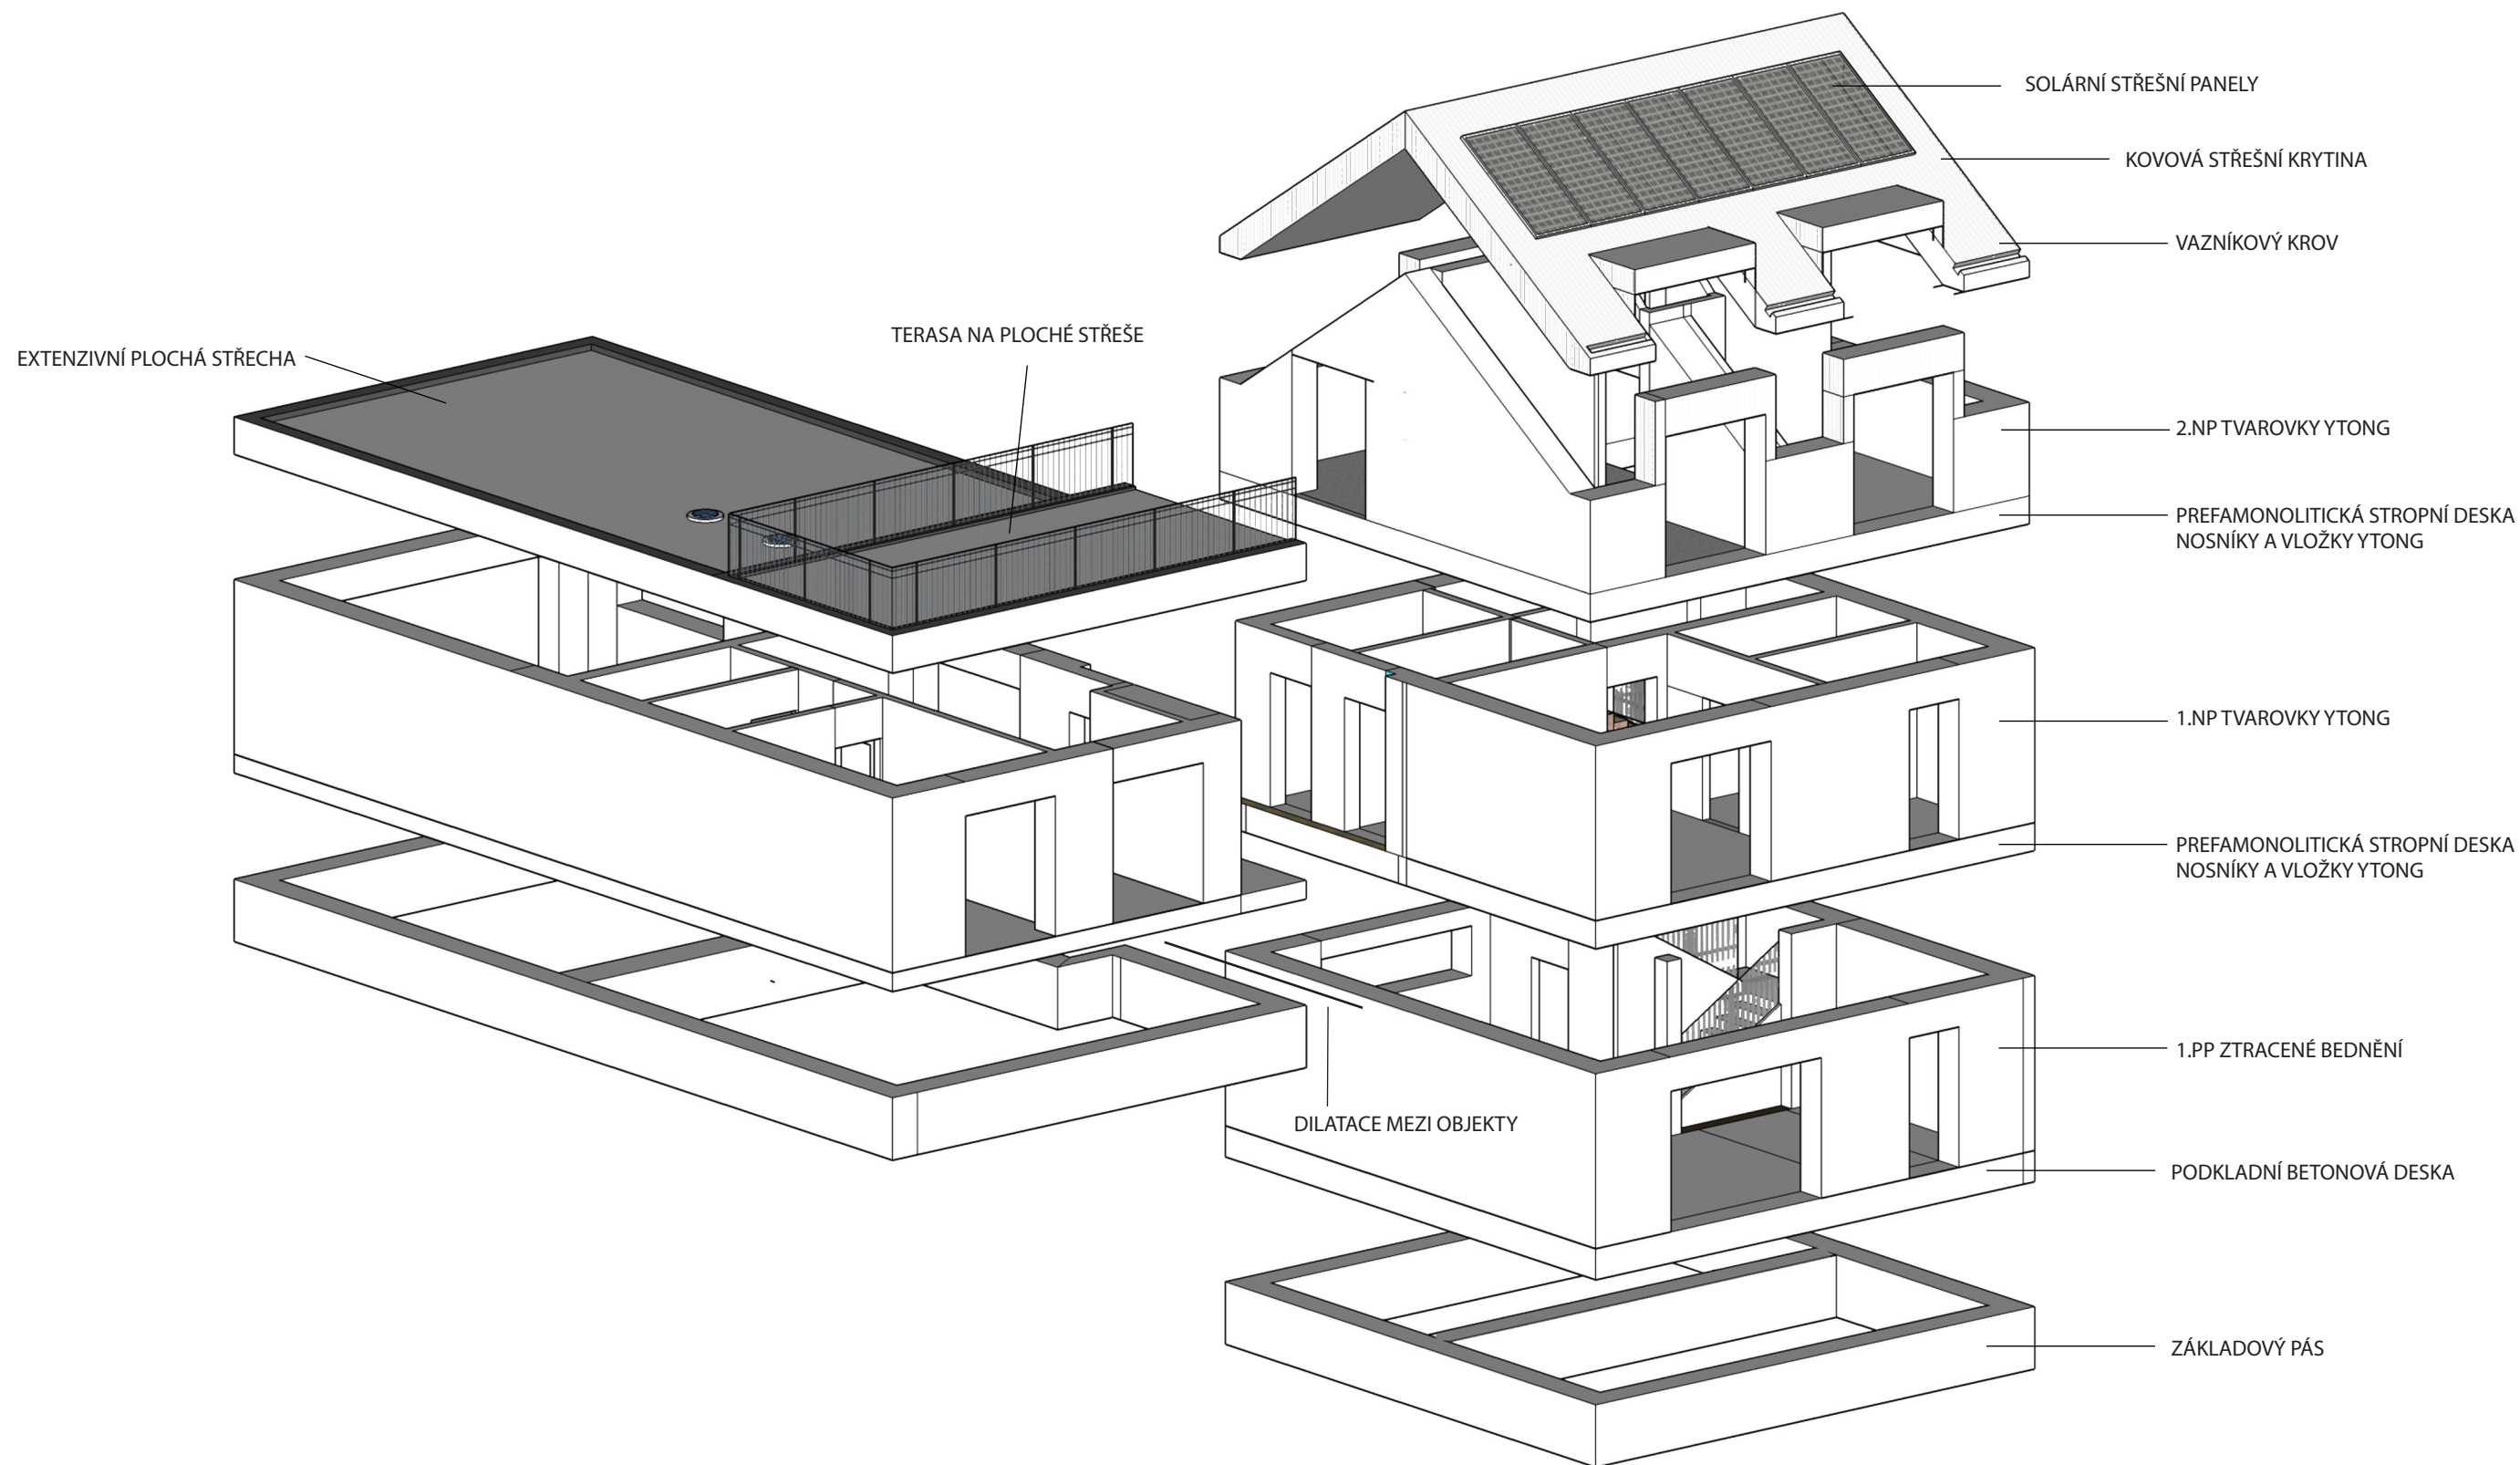 SOLÁRNÍ STŘEŠNÍ PANELY
KOVOVÁ STŘEŠNÍ KRYTINA
VAZNÍKOVÝ KROV
TERASA NA PLOCHÉ STŘEŠE
EXTENZIVNÍ PLOCHÁ STŘECHA
2.NP TVAROVKY YTONG
PREFAMONOLITICKÁ STROPNÍ DESKA
NOSNÍKY A VLOŽKY YTONG
1.NP TVAROVKY YTONG
PREFAMONOLITICKÁ STROPNÍ DESKA
NOSNÍKY A VLOŽKY YTONG
1.PP ZTRACENÉ BEDNĚNÍ
DILATACE MEZI OBJEKTY
PODKLADNÍ BETONOVÁ DESKA
ZÁKLADOVÝ PÁS